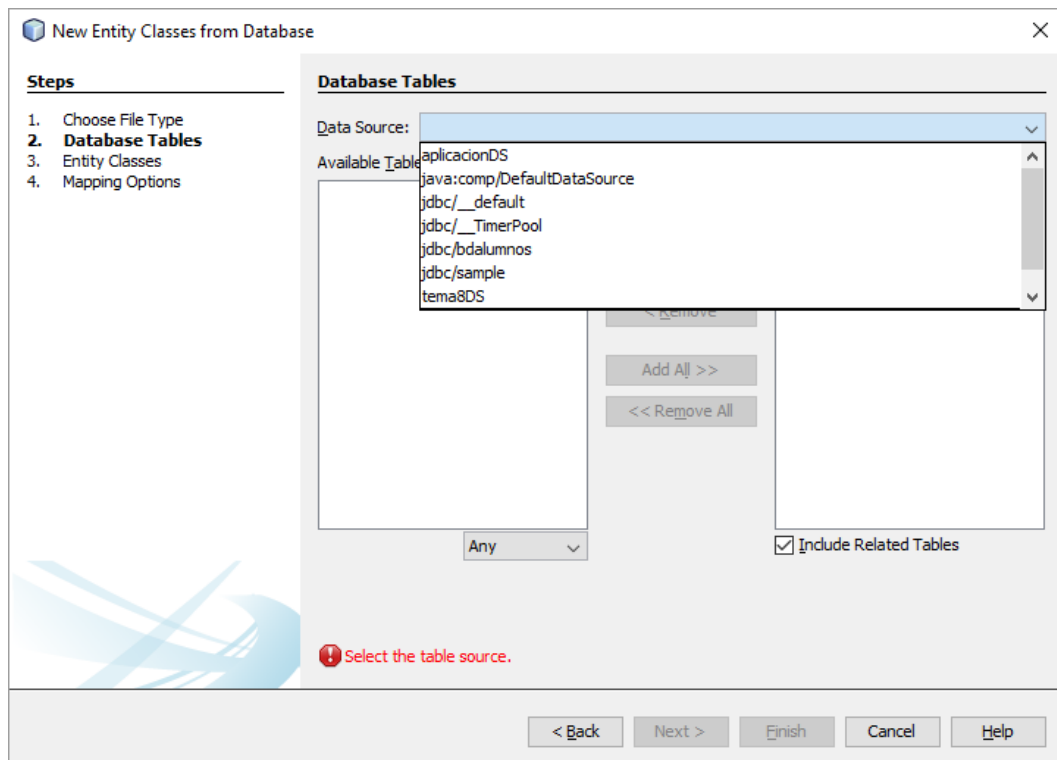 New Entity Classes from Database
Steps
1. Choose File Type
2. Database Tables
3. Entity Classes
4. Mapping Options
Database Tables
Data Source:
aplicacionDS
java:comp/DefaultDataSource
jdbc/__default
jdbc/__TimerPool
jdbc/bdalumnos
jdbc/sample
tema8DS
Available Table
< Remove
Add All >>
<< Remove All
Any
Include Related Tables
Select the table source.
< Back
Next >
Finish
Cancel
Help